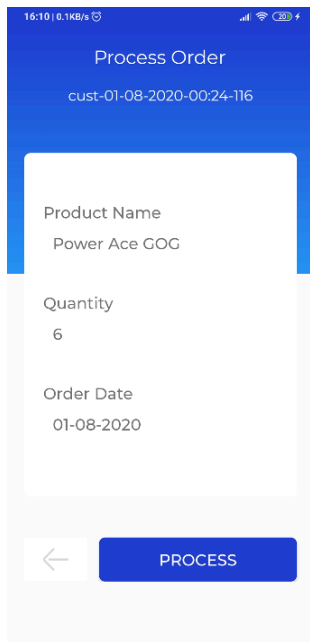 16:10 | 0.1KB/s
20
Process Order
cust-01-08-2020-00:24-116
Product Name
Power Ace GOG
Quantity
6
Order Date
01-08-2020
PROCESS